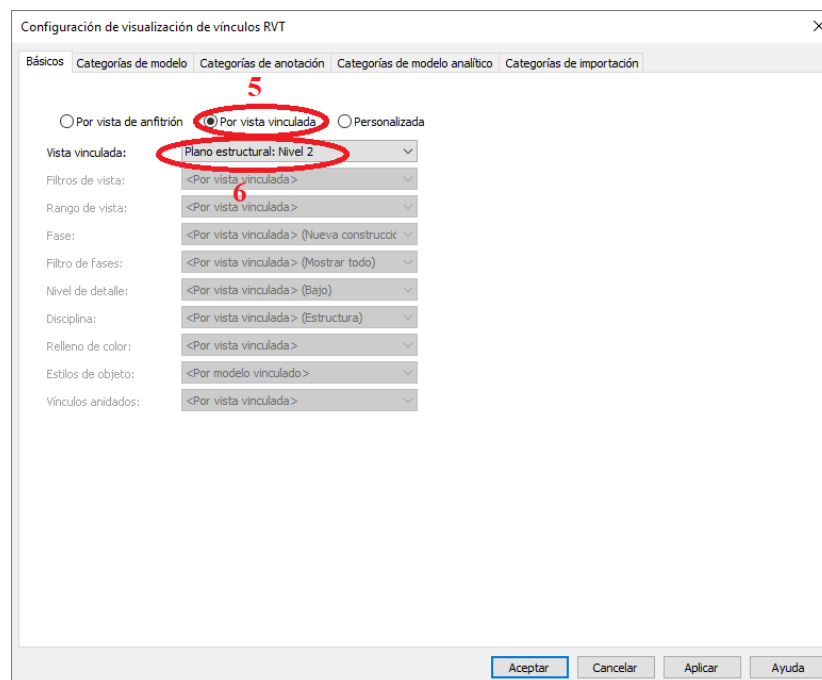 Configuración de visualización de vínculos RVT
Básicos Categorías de modelo Categorías de anotación Categorías de modelo analítico Categorías de importación
5
Por vista de anfitrión Por vista vinculada Personalizada
Vista vinculada: Plano estructural: Nivel 2
Filtros de vista: <Por vista vinculada>
6
Rango de vista: <Por vista vinculada>
Fase: <Por vista vinculada> (Nueva construcció
Filtro de fases: <Por vista vinculada> (Mostrar todo)
Nivel de detalle: <Por vista vinculada> (Bajo)
Disciplina: <Por vista vinculada> (Estructura)
Relleno de color: <Por vista vinculada>
Estilos de objeto: <Por modelo vinculado>
Vínculos anidados: <Por vista vinculada>
Aceptar Cancelar Aplicar Ayuda